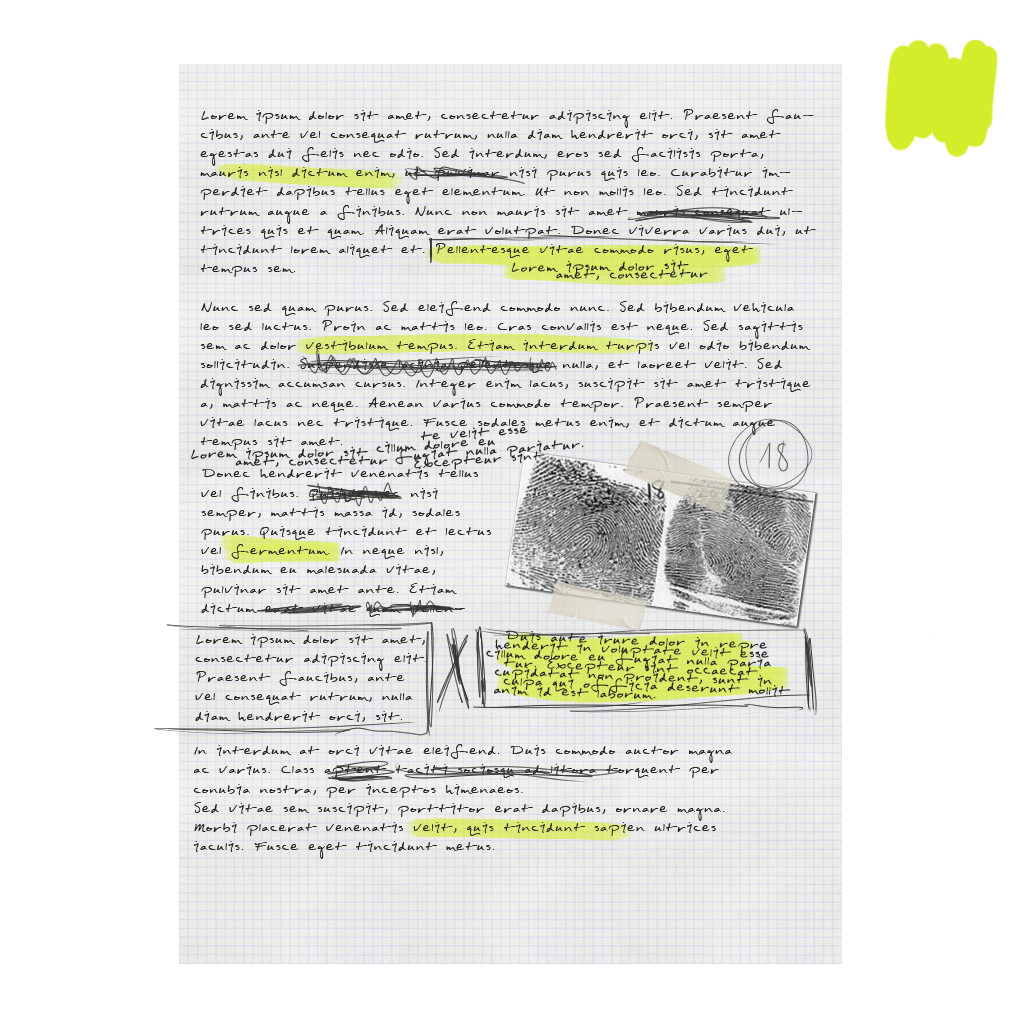 Lorem ipsum dolor sit amet, consectetur adipiscing elit. Praesent fau-
cibus, ante vel consequat rutrum, nulla diam hendrerit orci, sit amet
egestas dui felis nec odio. Sed interdum, eros sed facilisis porta,
mauris nisl dictum enim, ut pulvinar nisi purus quis leo. Curabitur im-
perdiet dapibus tellus eget elementum. Ut non mollis leo. Sed tincidunt
rutrum augue a finibus. Nunc non mauris sit amet mauris consequat ul-
trices quis et quam. Aliquam erat volutpat. Donec viverra varius dui, ut
tincidunt lorem aliquet et. Pellentesque vitae commodo risus, eget
tempus sem.
Lorem ipsum dolor sit
amet, consectetur
Nunc sed quam purus. Sed eleifend commodo nunc. Sed bibendum vehicula
leo sed luctus. Proin ac mattis leo. Cras convallis est neque. Sed sagittis
sem ac dolor vestibulum tempus. Etiam interdum turpis vel odio bibendum
sollicitudin. nulla, et laoreet velit. Sed
dignissim accumsan cursus. Integer enim lacus, suscipit sit amet tristique
a, mattis ac neque. Aenean varius commodo tempor. Praesent semper
vitae lacus nec tristique. Fusce sodales metus enim, et dictum augue
tempus sit amet.
te velit esse
Lorem ipsum dolor sit cillum dolore eu
amet, consectetur fugiat nulla pariatur.
Excepteur sint
18
18
Donec hendrerit venenatis tellus
vel finibus. nisi
semper, mattis massa id, sodales
purus. Quisque tincidunt et lectus
vel fermentum. In neque nisl,
bibendum eu malesuada vitae,
pulvinar sit amet ante. Etiam
dictum erat vitae
Lorem ipsum dolor sit amet,
consectetur adipiscing elit.
Praesent faucibus, ante
vel consequat rutrum, nulla
diam hendrerit orci, sit.
X
Duis aute irure dolor in repre
henderit in voluptate velit esse
cillum dolore eu fugiat nulla paria
tur. Excepteur sint occaecat
cupidatat non proident, sunt in
culpa qui officia deserunt mollit
anim id est laborum.
In interdum at orci vitae eleifend. Duis commodo auctor magna
ac varius. Class aptent taciti sociosqu ad litora torquent per
conubia nostra, per inceptos himenaeos.
Sed vitae sem suscipit, porttitor erat dapibus, ornare magna.
Morbi placerat venenatis velit, quis tincidunt sapien ultrices
iaculis. Fusce eget tincidunt metus.